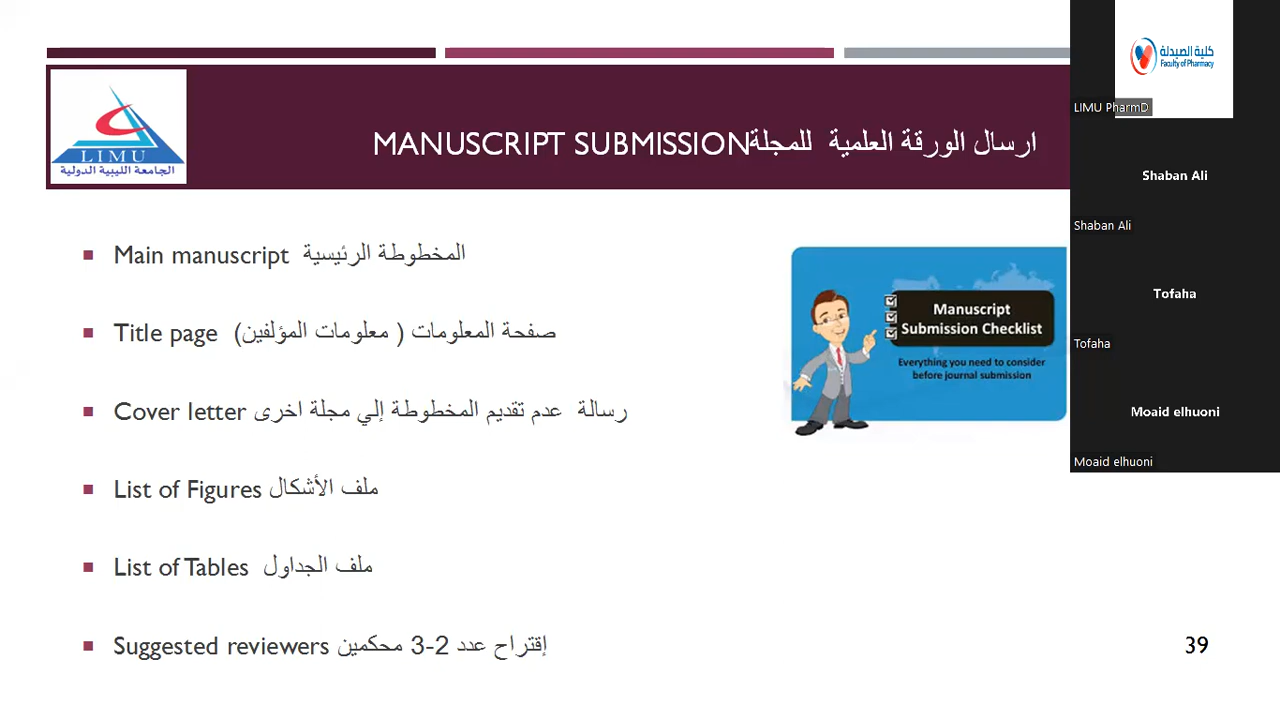 MANUSCRIPT SUBMISSION ارسال الورقة العلمية للمجلة
LIMU
الجامعة الليبية الدولية
Main manuscript المخطوطة الرئيسية
Title page صفحة المعلومات ( معلومات المؤلفين)
Cover letter رسالة عدم تقديم المخطوطة إلي مجلة اخرى
List of Figures ملف الأشكال
List of Tables ملف الجداول
Suggested reviewers إقتراح عدد 2-3 محكمين
Manuscript
Submission Checklist
Everything you need to consider
before journal submission
39
كلية الصيدلة
Faculty of Pharmacy
LIMU PharmD
Shaban Ali
Shaban Ali
Tofaha
Tofaha
Moaid elhuoni
Moaid elhuoni